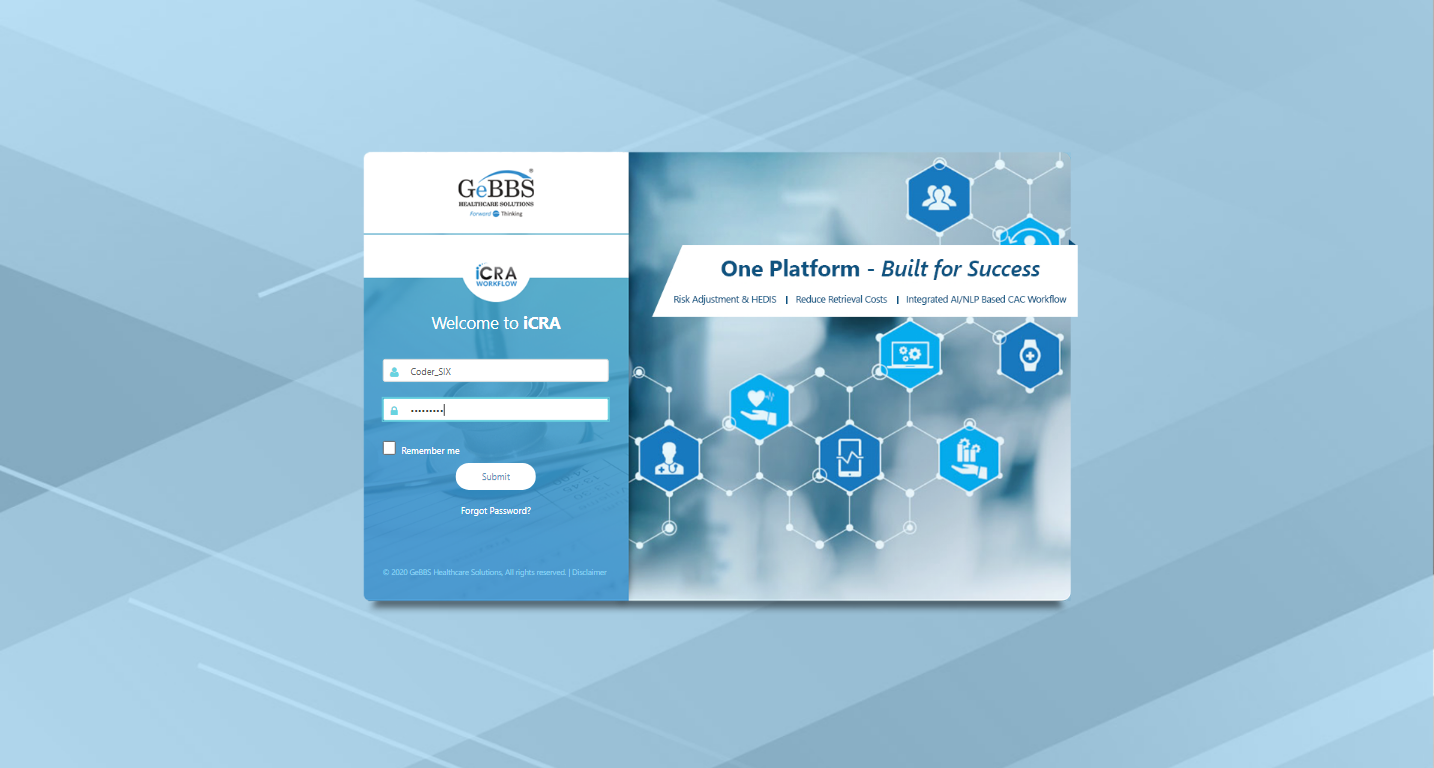 GeBBS®
HEALTHCARE SOLUTIONS
Forward Thinking
iCRA
WORKFLOW
Welcome to iCRA
Coder_SIX
•••••••••
Remember me
Submit
Forgot Password?
© 2020 GeBBS Healthcare Solutions, All rights reserved. | Disclaimer
One Platform - Built for Success
Risk Adjustment & HEDIS | Reduce Retrieval Costs | Integrated AI/NLP Based CAC Workflow